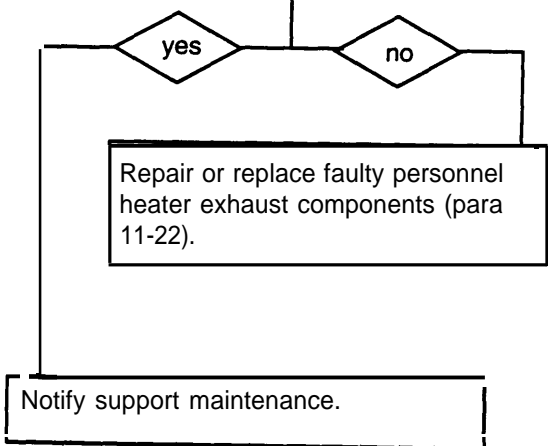 yes
no
Repair or replace faulty personnel
heater exhaust components (para
11-22).
Notify support maintenance.